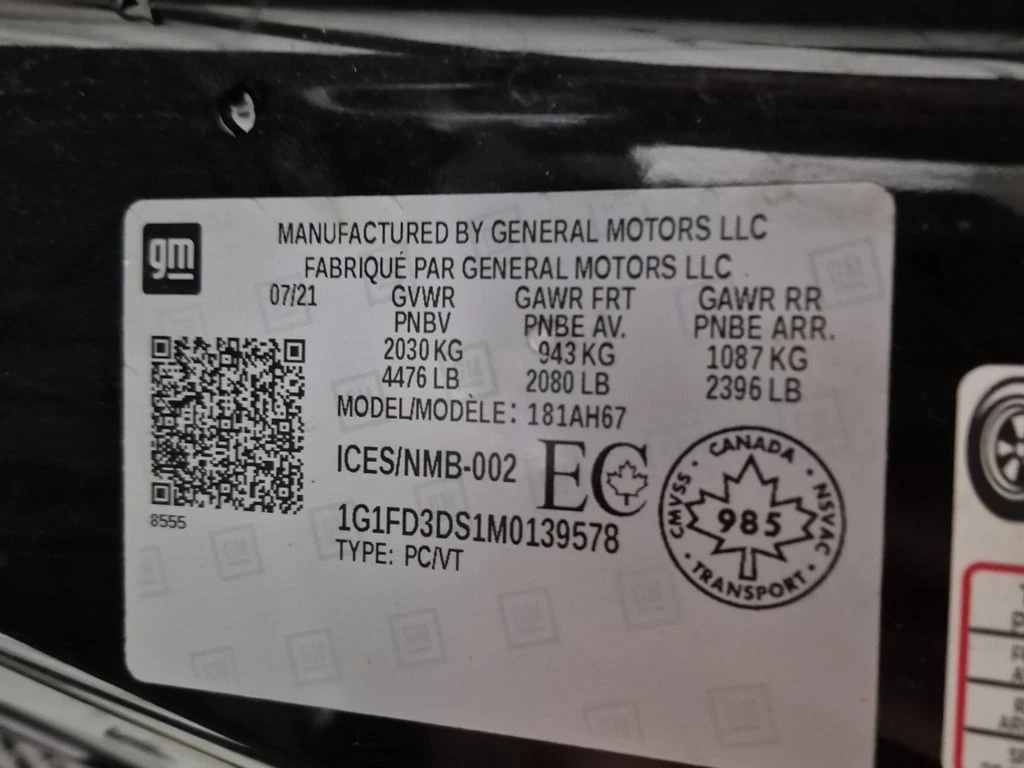 gm
MANUFACTURED BY GENERAL MOTORS LLC
FABRIQUÉ PAR GENERAL MOTORS LLC
07/21 GVWR GAWR FRT GAWR RR
PNBV PNBE AV. PNBE ARR.
2030 KG 943 KG 1087 KG
4476 LB 2080 LB 2396 LB
MODEL/MODÈLE: 181AH67
ICES/NMB-002 EC
8555
1G1FD3DS1M0139578
TYPE: PC/VT
CANADA
CMVSS 985 NSVAC
TRANSPORT